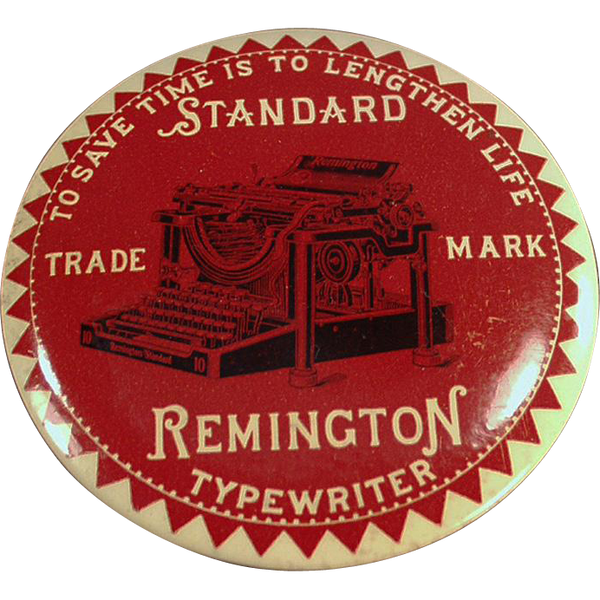 TO SAVE TIME IS TO LENGTHEN LIFE
STANDARD
Remington
TRADE MARK
10 Remington Standard 10
REMINGTON
TYPEWRITER